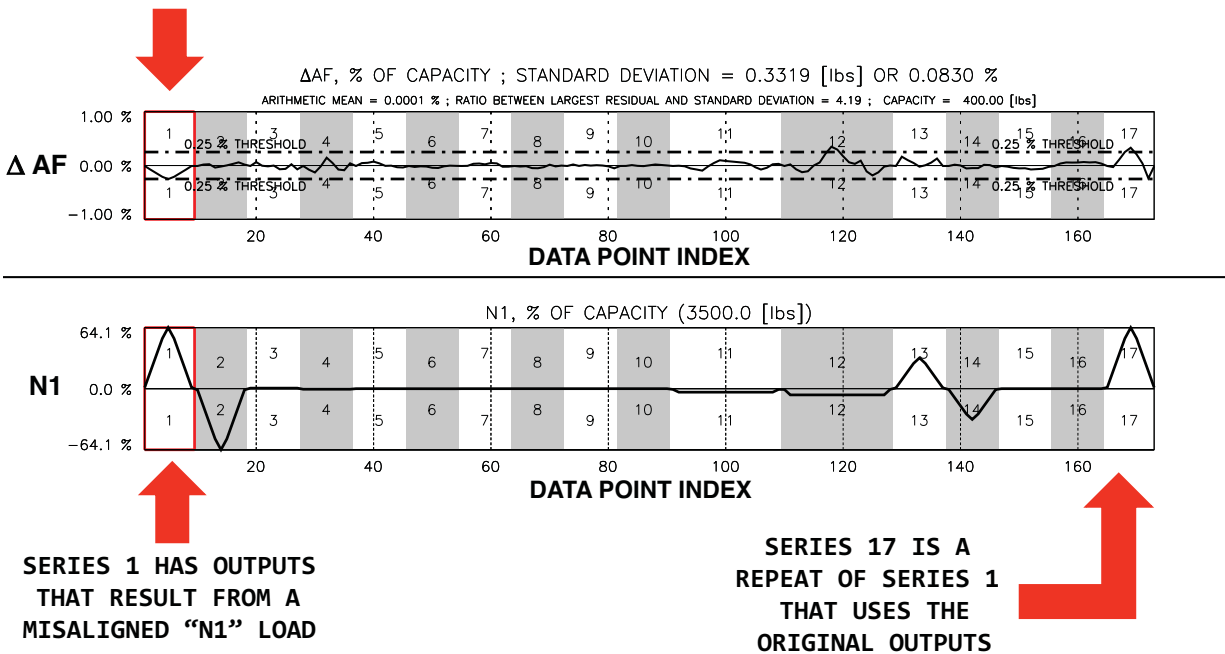 ΔAF, % OF CAPACITY ; STANDARD DEVIATION = 0.3319 [lbs] OR 0.0830 %
ARITHMETIC MEAN = 0.0001 % ; RATIO BETWEEN LARGEST RESIDUAL AND STANDARD DEVIATION = 4.19 ; CAPACITY = 400.00 [lbs]
1.00 %
1 2 3 4 5 6 7 8 9 10 11 12 13 14 15 16 17
0.25 % THRESHOLD 0.25 % THRESHOLD
Δ AF 0.00 %
0.25 % THRESHOLD 0.25 % THRESHOLD
1 2 3 4 5 6 7 8 9 10 11 12 13 14 15 16 17
−1.00 %
20 40 60 80 100 120 140 160
DATA POINT INDEX
N1, % OF CAPACITY (3500.0 [lbs])
64.1 %
1 2 3 4 5 6 7 8 9 10 11 12 13 14 15 16 17
N1 0.0 %
1 2 3 4 5 6 7 8 9 10 11 12 13 14 15 16 17
−64.1 %
20 40 60 80 100 120 140 160
DATA POINT INDEX
SERIES 1 HAS OUTPUTS
THAT RESULT FROM A
MISALIGNED “N1” LOAD
SERIES 17 IS A
REPEAT OF SERIES 1
THAT USES THE
ORIGINAL OUTPUTS